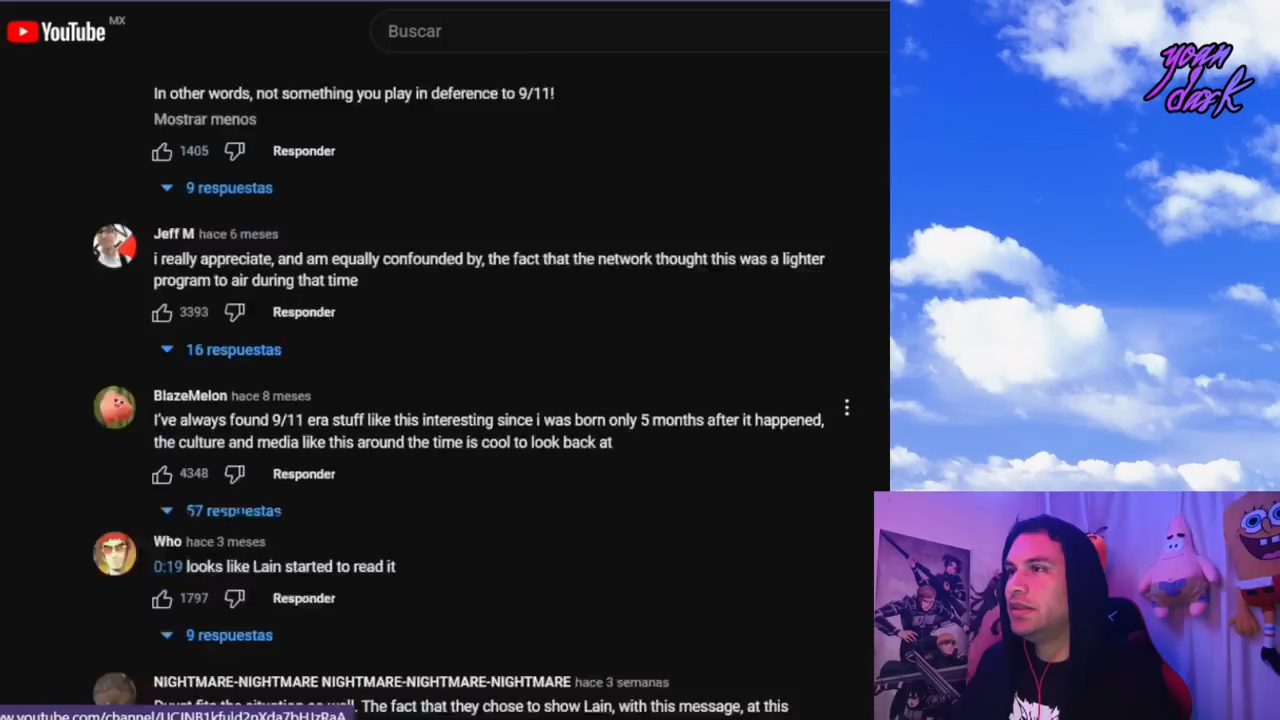 YouTube MX
Buscar
yoan
dark
In other words, not something you play in deference to 9/11!
Mostrar menos
1405 Responder
9 respuestas
Jeff M hace 6 meses
i really appreciate, and am equally confounded by, the fact that the network thought this was a lighter
program to air during that time
3393 Responder
16 respuestas
BlazeMelon hace 8 meses
I've always found 9/11 era stuff like this interesting since i was born only 5 months after it happened,
the culture and media like this around the time is cool to look back at
4348 Responder
57 respuestas
Who hace 3 meses
0:19 looks like Lain started to read it
1797 Responder
9 respuestas
NIGHTMARE-NIGHTMARE NIGHTMARE-NIGHTMARE-NIGHTMARE hace 3 semanas
The fact that they chose to show Lain, with this message, at this